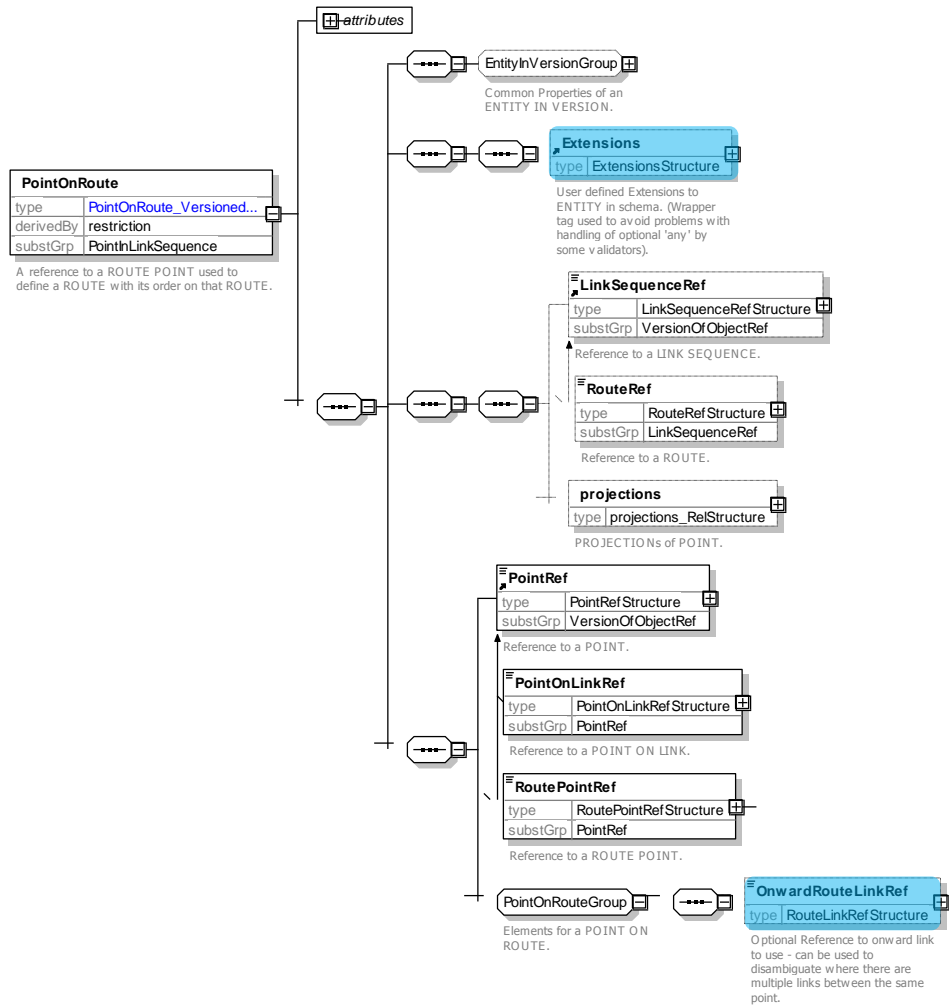 attributes
EntityInVersionGroup
Common Properties of an
ENTITY IN VERSION.
Extensions
type ExtensionsStructure
User defined Extensions to
ENTITY in schema. (Wrapper
tag used to avoid problems with
handling of optional 'any' by
some validators).
PointOnRoute
type PointOnRoute_Versioned...
derivedBy restriction
substGrp PointInLinkSequence
A reference to a ROUTE POINT used to
define a ROUTE with its order on that ROUTE.
LinkSequenceRef
type LinkSequenceRefStructure
substGrp VersionOfObjectRef
Reference to a LINK SEQUENCE.
RouteRef
type RouteRefStructure
substGrp LinkSequenceRef
Reference to a ROUTE.
projections
type projections_RelStructure
PROJECTIONs of POINT.
PointRef
type PointRefStructure
substGrp VersionOfObjectRef
Reference to a POINT.
PointOnLinkRef
type PointOnLinkRefStructure
substGrp PointRef
Reference to a POINT ON LINK.
RoutePointRef
type RoutePointRefStructure
substGrp PointRef
Reference to a ROUTE POINT.
PointOnRouteGroup
Elements for a POINT ON
ROUTE.
OnwardRouteLinkRef
type RouteLinkRefStructure
Optional Reference to onward link
to use - can be used to
disambiguate where there are
multiple links between the same
point.